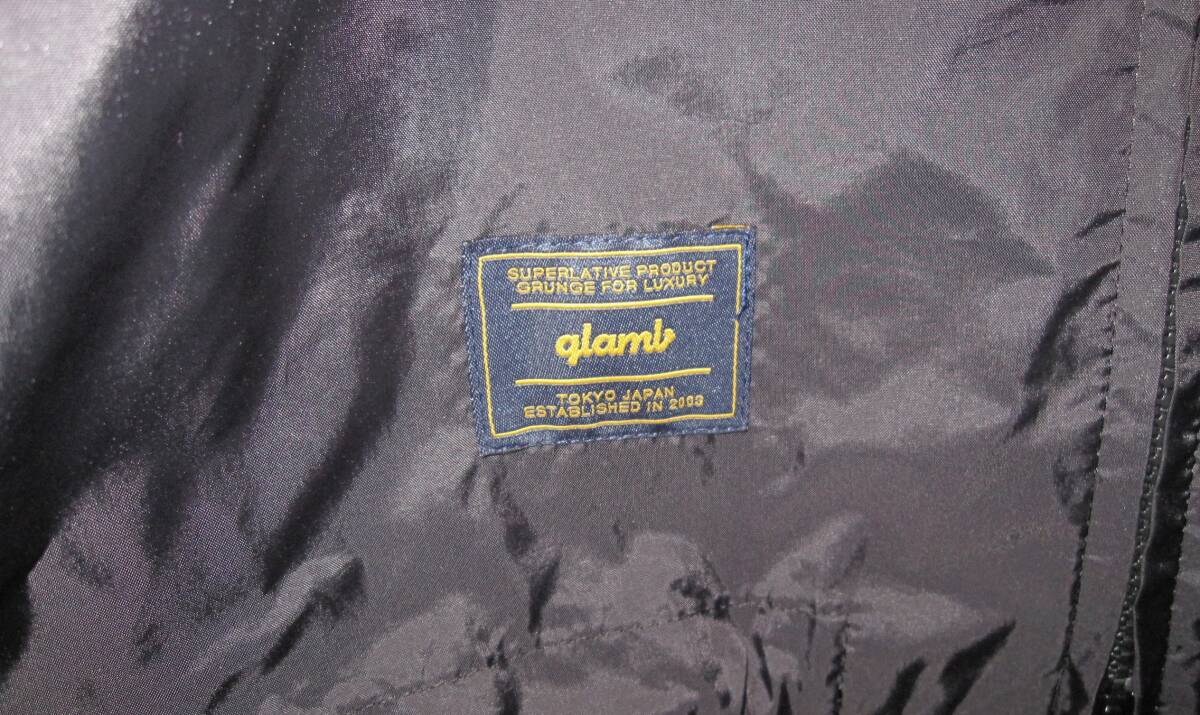 SUPERLATIVE PRODUCT
GRUNGE FOR LUXURY
glamb
TOKYO JAPAN
ESTABLISHED IN 2003